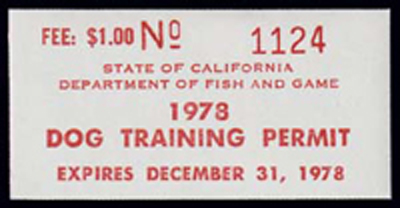 FEE: $1.00 No 1124
STATE OF CALIFORNIA
DEPARTMENT OF FISH AND GAME
1978
DOG TRAINING PERMIT
EXPIRES DECEMBER 31, 1978